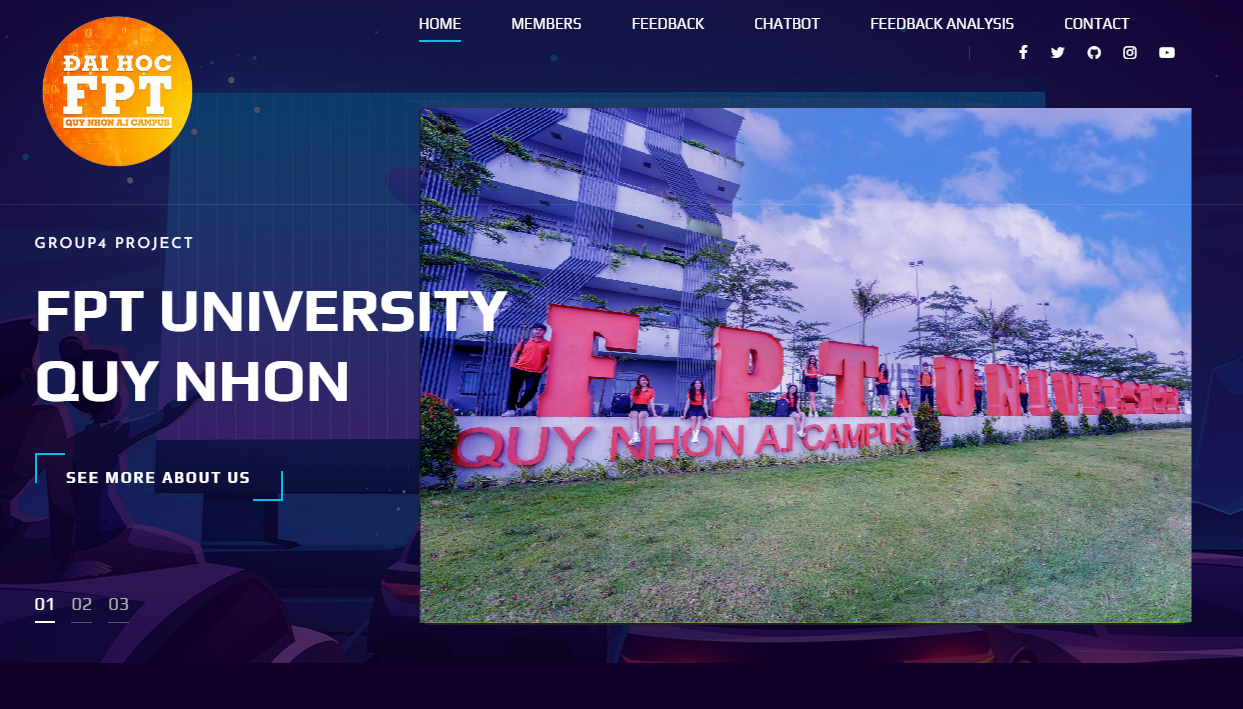 HOME MEMBERS FEEDBACK CHATBOT FEEDBACK ANALYSIS CONTACT
ĐẠI HỌC
FPT
QUY NHON A.I CAMPUS
GROUP4 PROJECT
FPT UNIVERSITY
QUY NHON
SEE MORE ABOUT US
01 02 03
FPT UNIVERSITY
QUY NHON A.I CAMPUS